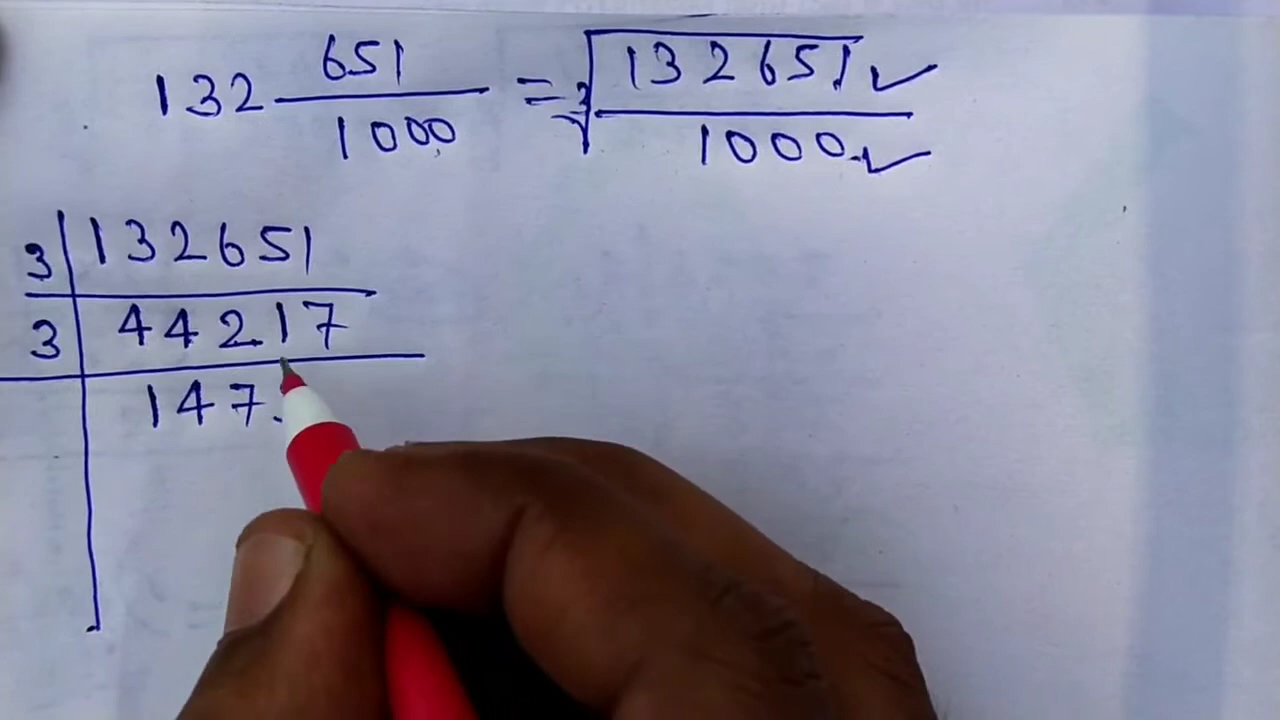 132 651/1000 = ∛132651/1000
3 | 132651
3 | 44217
147